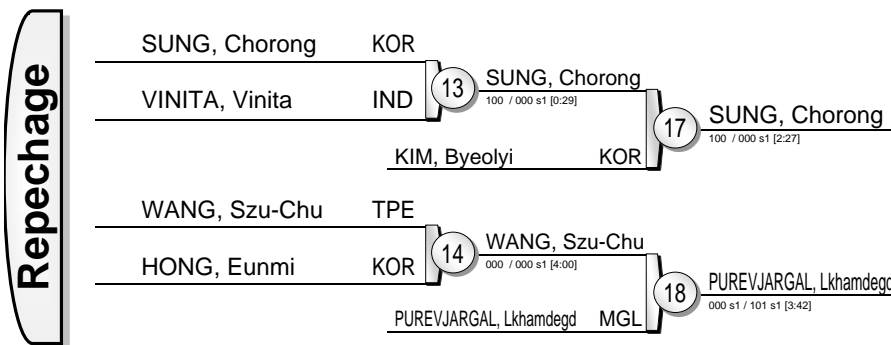 Repechage
SUNG, Chorong KOR
VINITA, Vinita IND
13
SUNG, Chorong
100 / 000 s1 [0:29]
KIM, Byeolyi KOR
17
SUNG, Chorong
100 / 000 s1 [2:27]
WANG, Szu-Chu TPE
HONG, Eunmi KOR
14
WANG, Szu-Chu
000 / 000 s1 [4:00]
PUREVJARGAL, Lkhamdegd MGL
18
PUREVJARGAL, Lkhamdegd
000 s1 / 101 s1 [3:42]